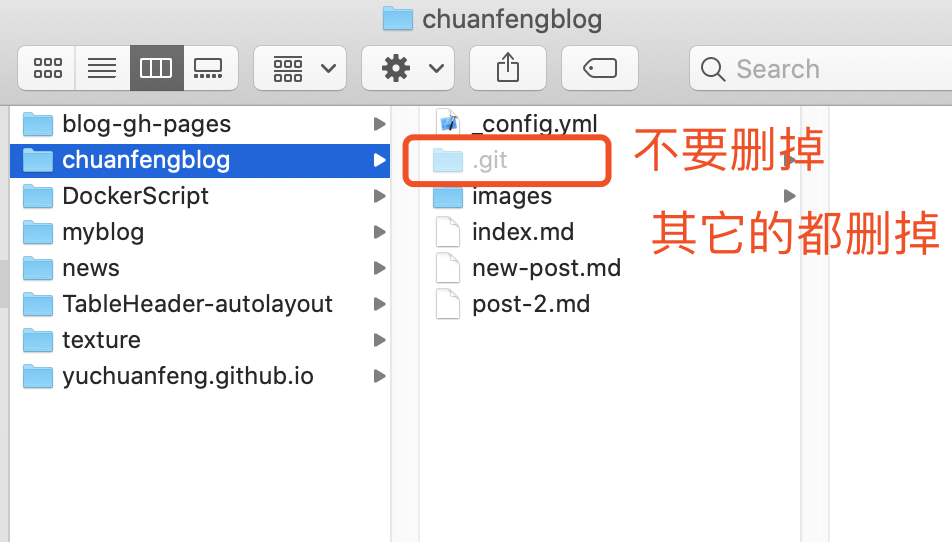 chuanfengblog
Search
blog-gh-pages
chuanfengblog
DockerScript
myblog
news
TableHeader-autolayout
texture
yuchuanfeng.github.io
_config.yml
.git
images
index.md
new-post.md
post-2.md
不要删掉
其它的都删掉